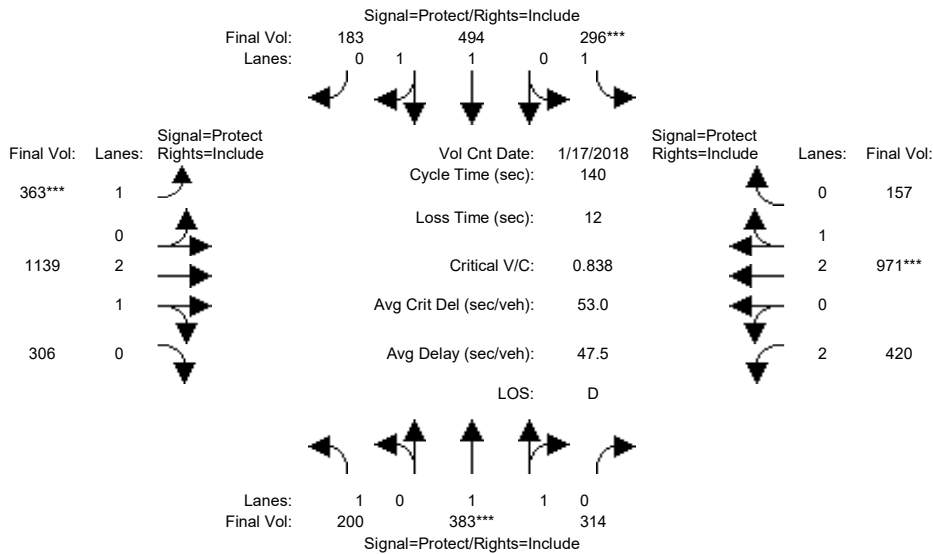 Signal=Protect/Rights=Include
Final Vol: 183 494 296***
Lanes: 0 1 1 0 1
Signal=Protect
Final Vol: Lanes: Rights=Include
Vol Cnt Date: 1/17/2018
Signal=Protect
Rights=Include Lanes: Final Vol:
Cycle Time (sec): 140
363*** 1
0 157
Loss Time (sec): 12
0
1
1139 2
Critical V/C: 0.838
2 971***
1
Avg Crit Del (sec/veh): 53.0
0
306 0
Avg Delay (sec/veh): 47.5
2 420
LOS: D
Lanes: 1 0 1 1 0
Final Vol: 200 383*** 314
Signal=Protect/Rights=Include